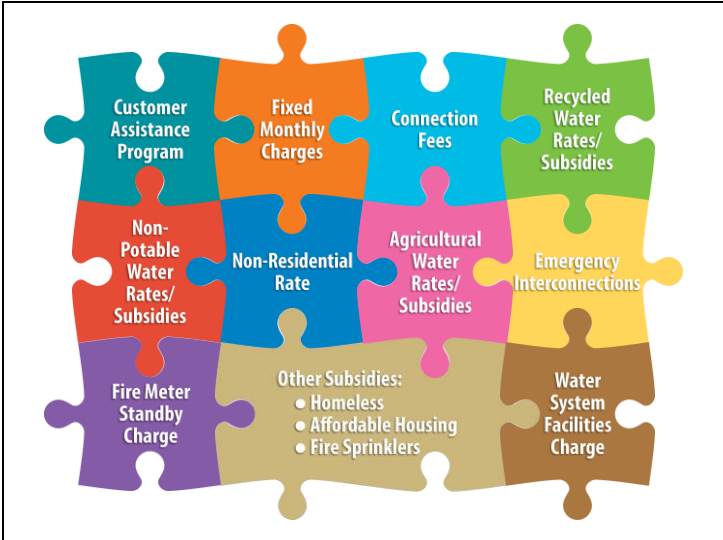 Customer
Assistance
Program
Fixed
Monthly
Charges
Connection
Fees
Recycled
Water
Rates/
Subsidies
Non-
Potable
Water
Rates/
Subsidies
Non-Residential
Rate
Agricultural
Water
Rates/
Subsidies
Emergency
Interconnections
Fire Meter
Standby
Charge
Other Subsidies:
● Homeless
● Affordable Housing
● Fire Sprinklers
Water
System
Facilities
Charge